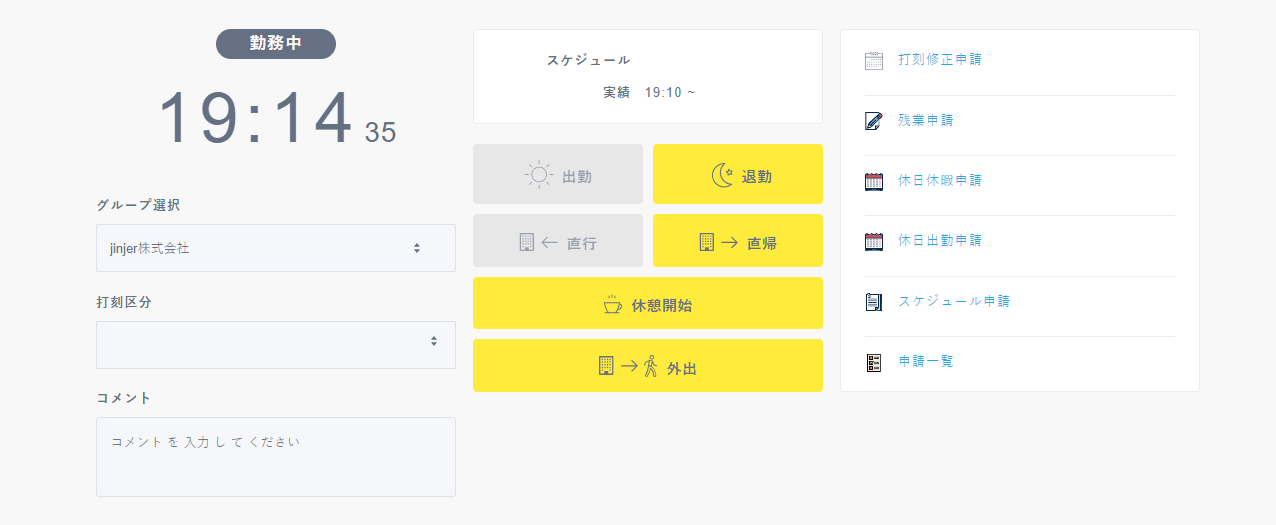 勤務中
19:14 35
グループ選択
jinjer株式会社
打刻区分
コメント
コメント を 入力 し て ください
スケジュール
実績 19:10 ~
出勤
退勤
直行
直帰
休憩開始
外出
打刻修正申請
残業申請
休日休暇申請
休日出勤申請
スケジュール申請
申請一覧